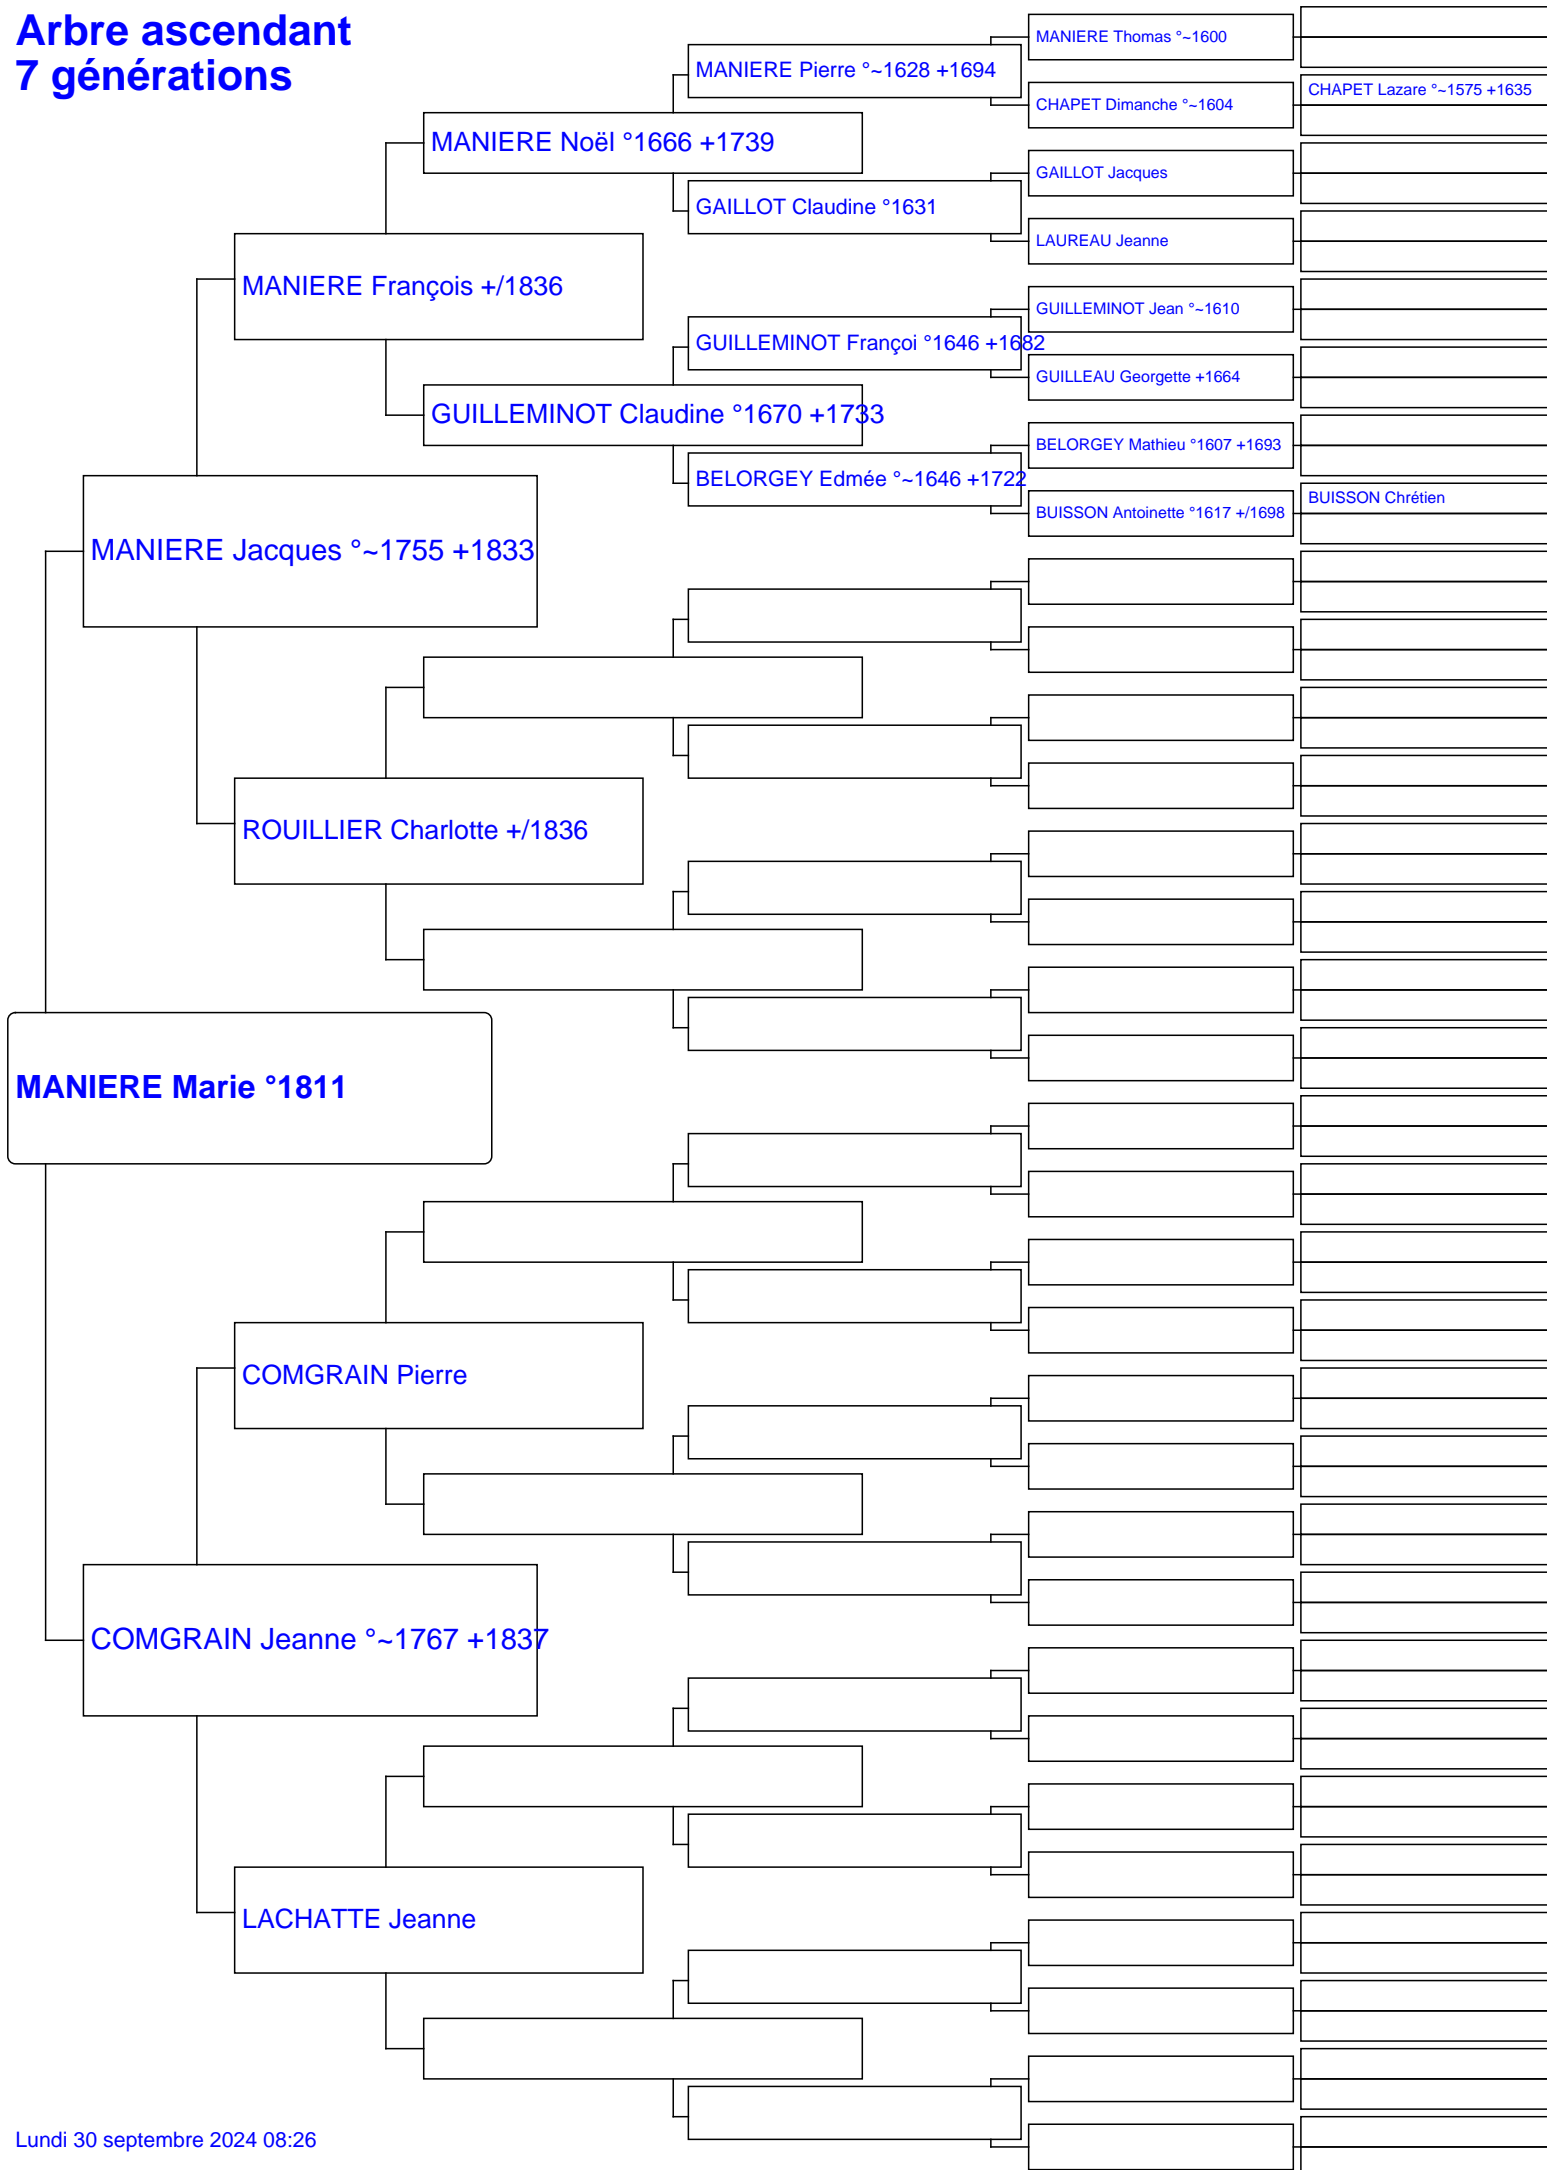 Arbre ascendant
7 générations
MANIERE Thomas °~1600
MANIERE Pierre °~1628 +1694
CHAPET Lazare °~1575 +1635
CHAPET Dimanche °~1604
MANIERE Noël °1666 +1739
GAILLOT Jacques
GAILLOT Claudine °1631
LAUREAU Jeanne
MANIERE François +/1836
GUILLEMINOT Jean °~1610
GUILLEMINOT Françoi °1646 +1682
GUILLEAU Georgette +1664
GUILLEMINOT Claudine °1670 +1733
BELORGEY Mathieu °1607 +1693
BELORGEY Edmée °~1646 +1722
BUISSON Chrétien
BUISSON Antoinette °1617 +/1698
MANIERE Jacques °~1755 +1833
ROUILLIER Charlotte +/1836
MANIERE Marie °1811
COMGRAIN Pierre
COMGRAIN Jeanne °~1767 +1837
LACHATTE Jeanne
Lundi 30 septembre 2024 08:26